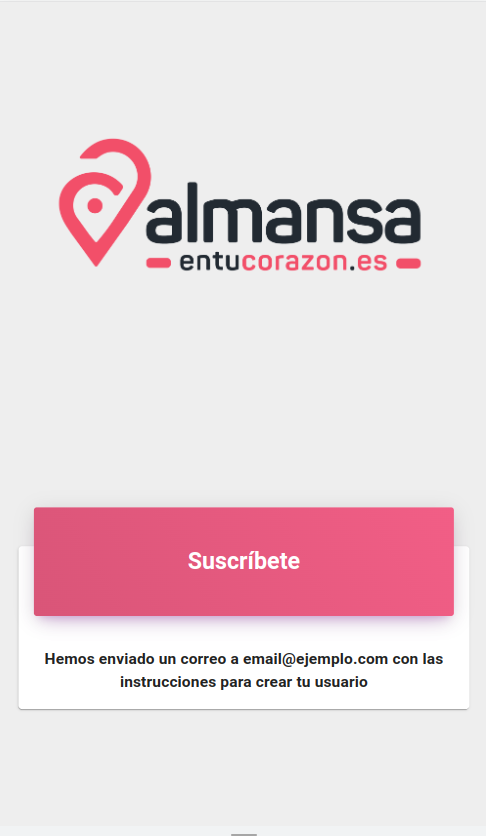 almansa
entucorazon.es
Suscríbete
Hemos enviado un correo a email@ejemplo.com con las
instrucciones para crear tu usuario